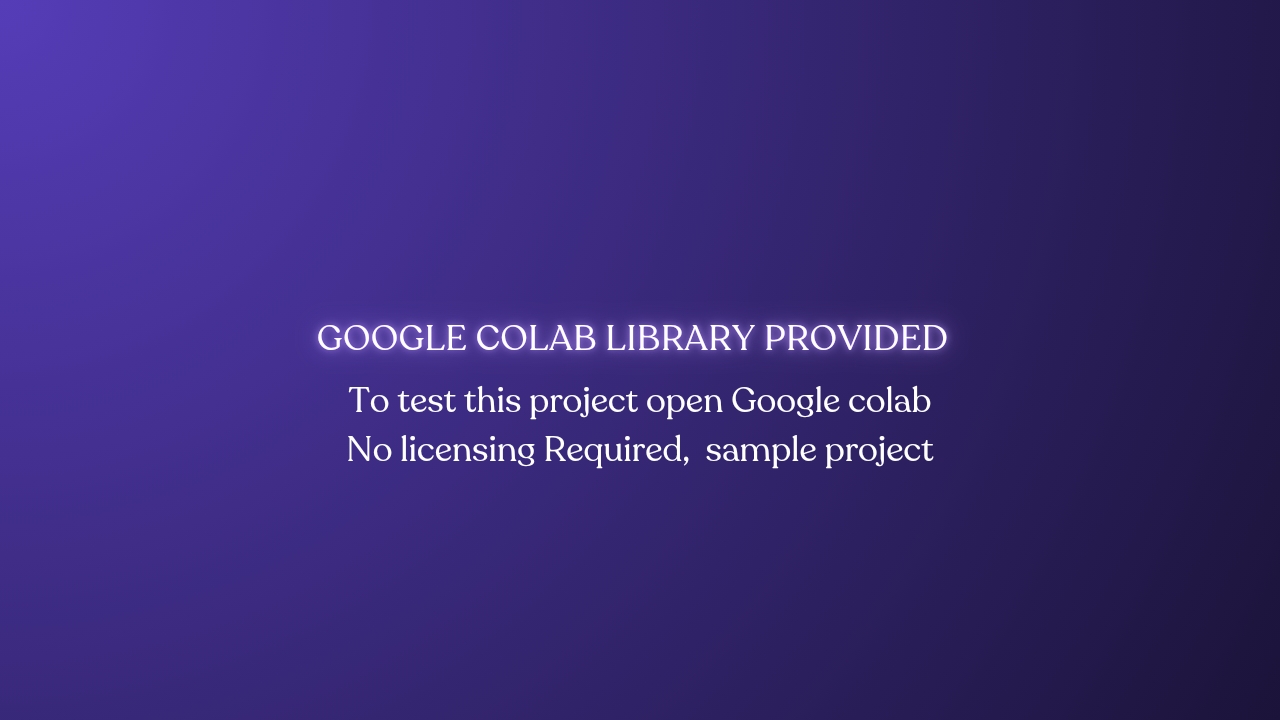 GOOGLE COLAB LIBRARY PROVIDED
To test this project open Google colab
No licensing Required,  sample project